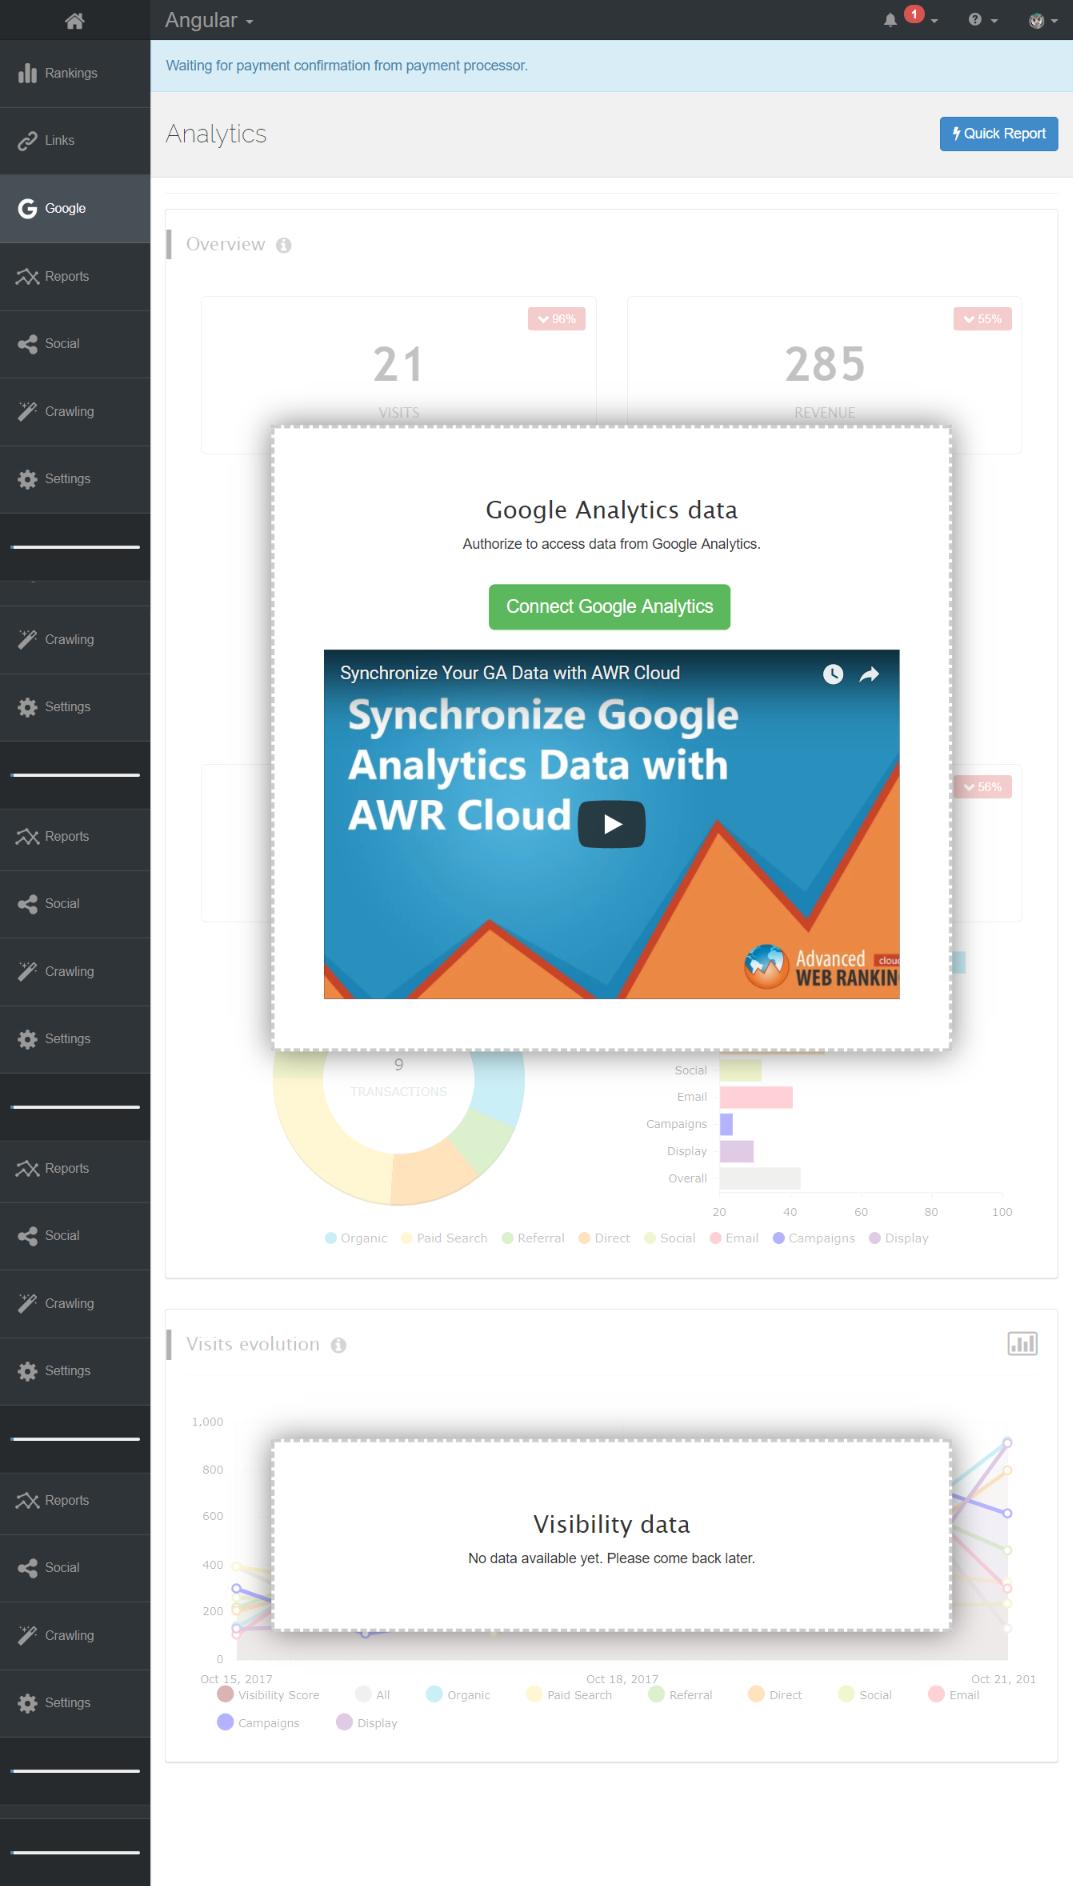 Angular
1
Rankings
Links
Google
Reports
Social
Crawling
Settings
Crawling
Settings
Reports
Social
Crawling
Settings
Reports
Social
Crawling
Settings
Reports
Social
Crawling
Settings
Waiting for payment confirmation from payment processor.
Analytics
Quick Report
Overview
96%
21
VISITS
55%
285
REVENUE
Google Analytics data
Authorize to access data from Google Analytics.
Connect Google Analytics
Synchronize Your GA Data with AWR Cloud
Synchronize Google
Analytics Data with
AWR Cloud
Advanced cloud
WEB RANKIN
56%
9
TRANSACTIONS
Social
Email
Campaigns
Display
Overall
20 40 60 80 100
Organic Paid Search Referral Direct Social Email Campaigns Display
Visits evolution
1,000
800
600
400
200
0
Visibility data
No data available yet. Please come back later.
Oct 15, 2017 Oct 18, 2017 Oct 21, 201
Visibility Score All Organic Paid Search Referral Direct Social Email
Campaigns Display